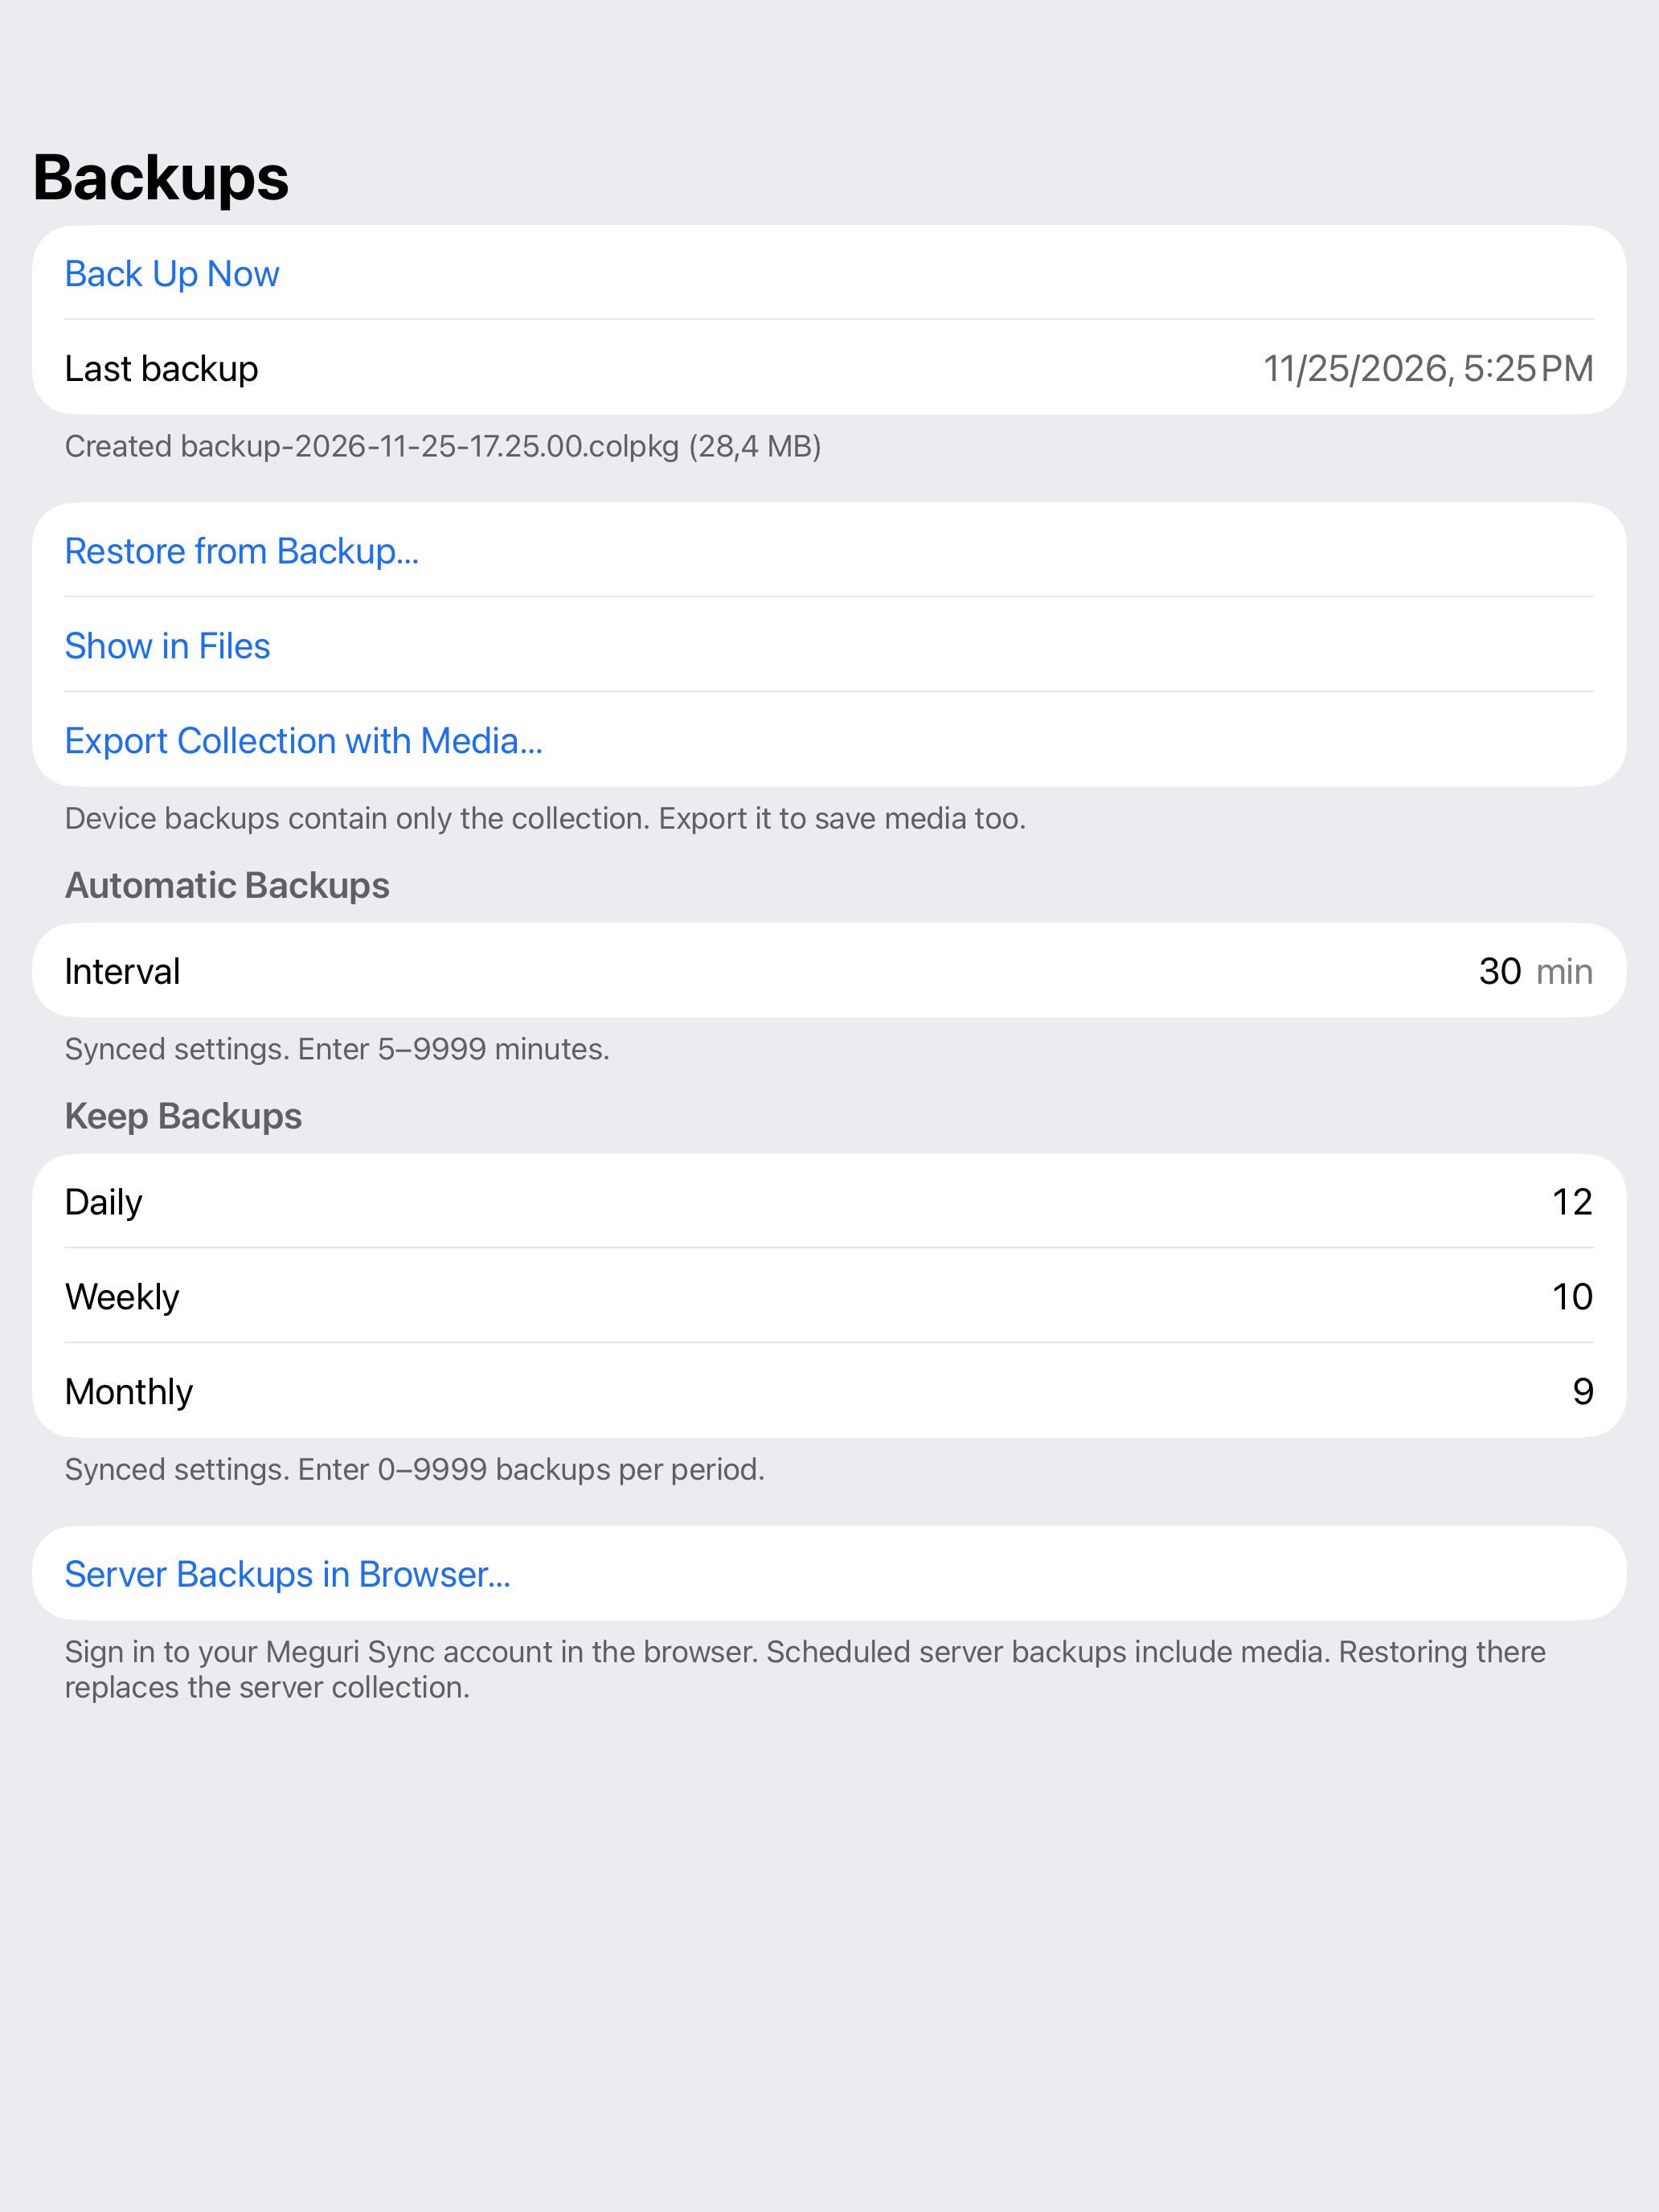 Backups
Back Up Now
Last backup 11/25/2026, 5:25 PM
Created backup-2026-11-25-17.25.00.colpkg (28,4 MB)
Restore from Backup...
Show in Files
Export Collection with Media...
Device backups contain only the collection. Export it to save media too.
Automatic Backups
Interval 30 min
Synced settings. Enter 5–9999 minutes.
Keep Backups
Daily 12
Weekly 10
Monthly 9
Synced settings. Enter 0–9999 backups per period.
Server Backups in Browser...
Sign in to your Meguri Sync account in the browser. Scheduled server backups include media. Restoring there
replaces the server collection.